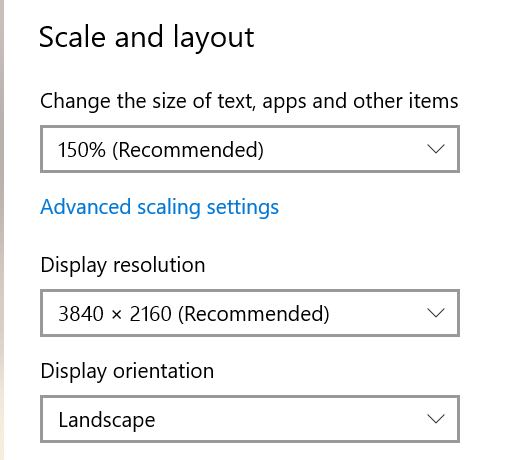 Scale and layout
Change the size of text, apps and other items
150% (Recommended)
Advanced scaling settings
Display resolution
3840 × 2160 (Recommended)
Display orientation
Landscape